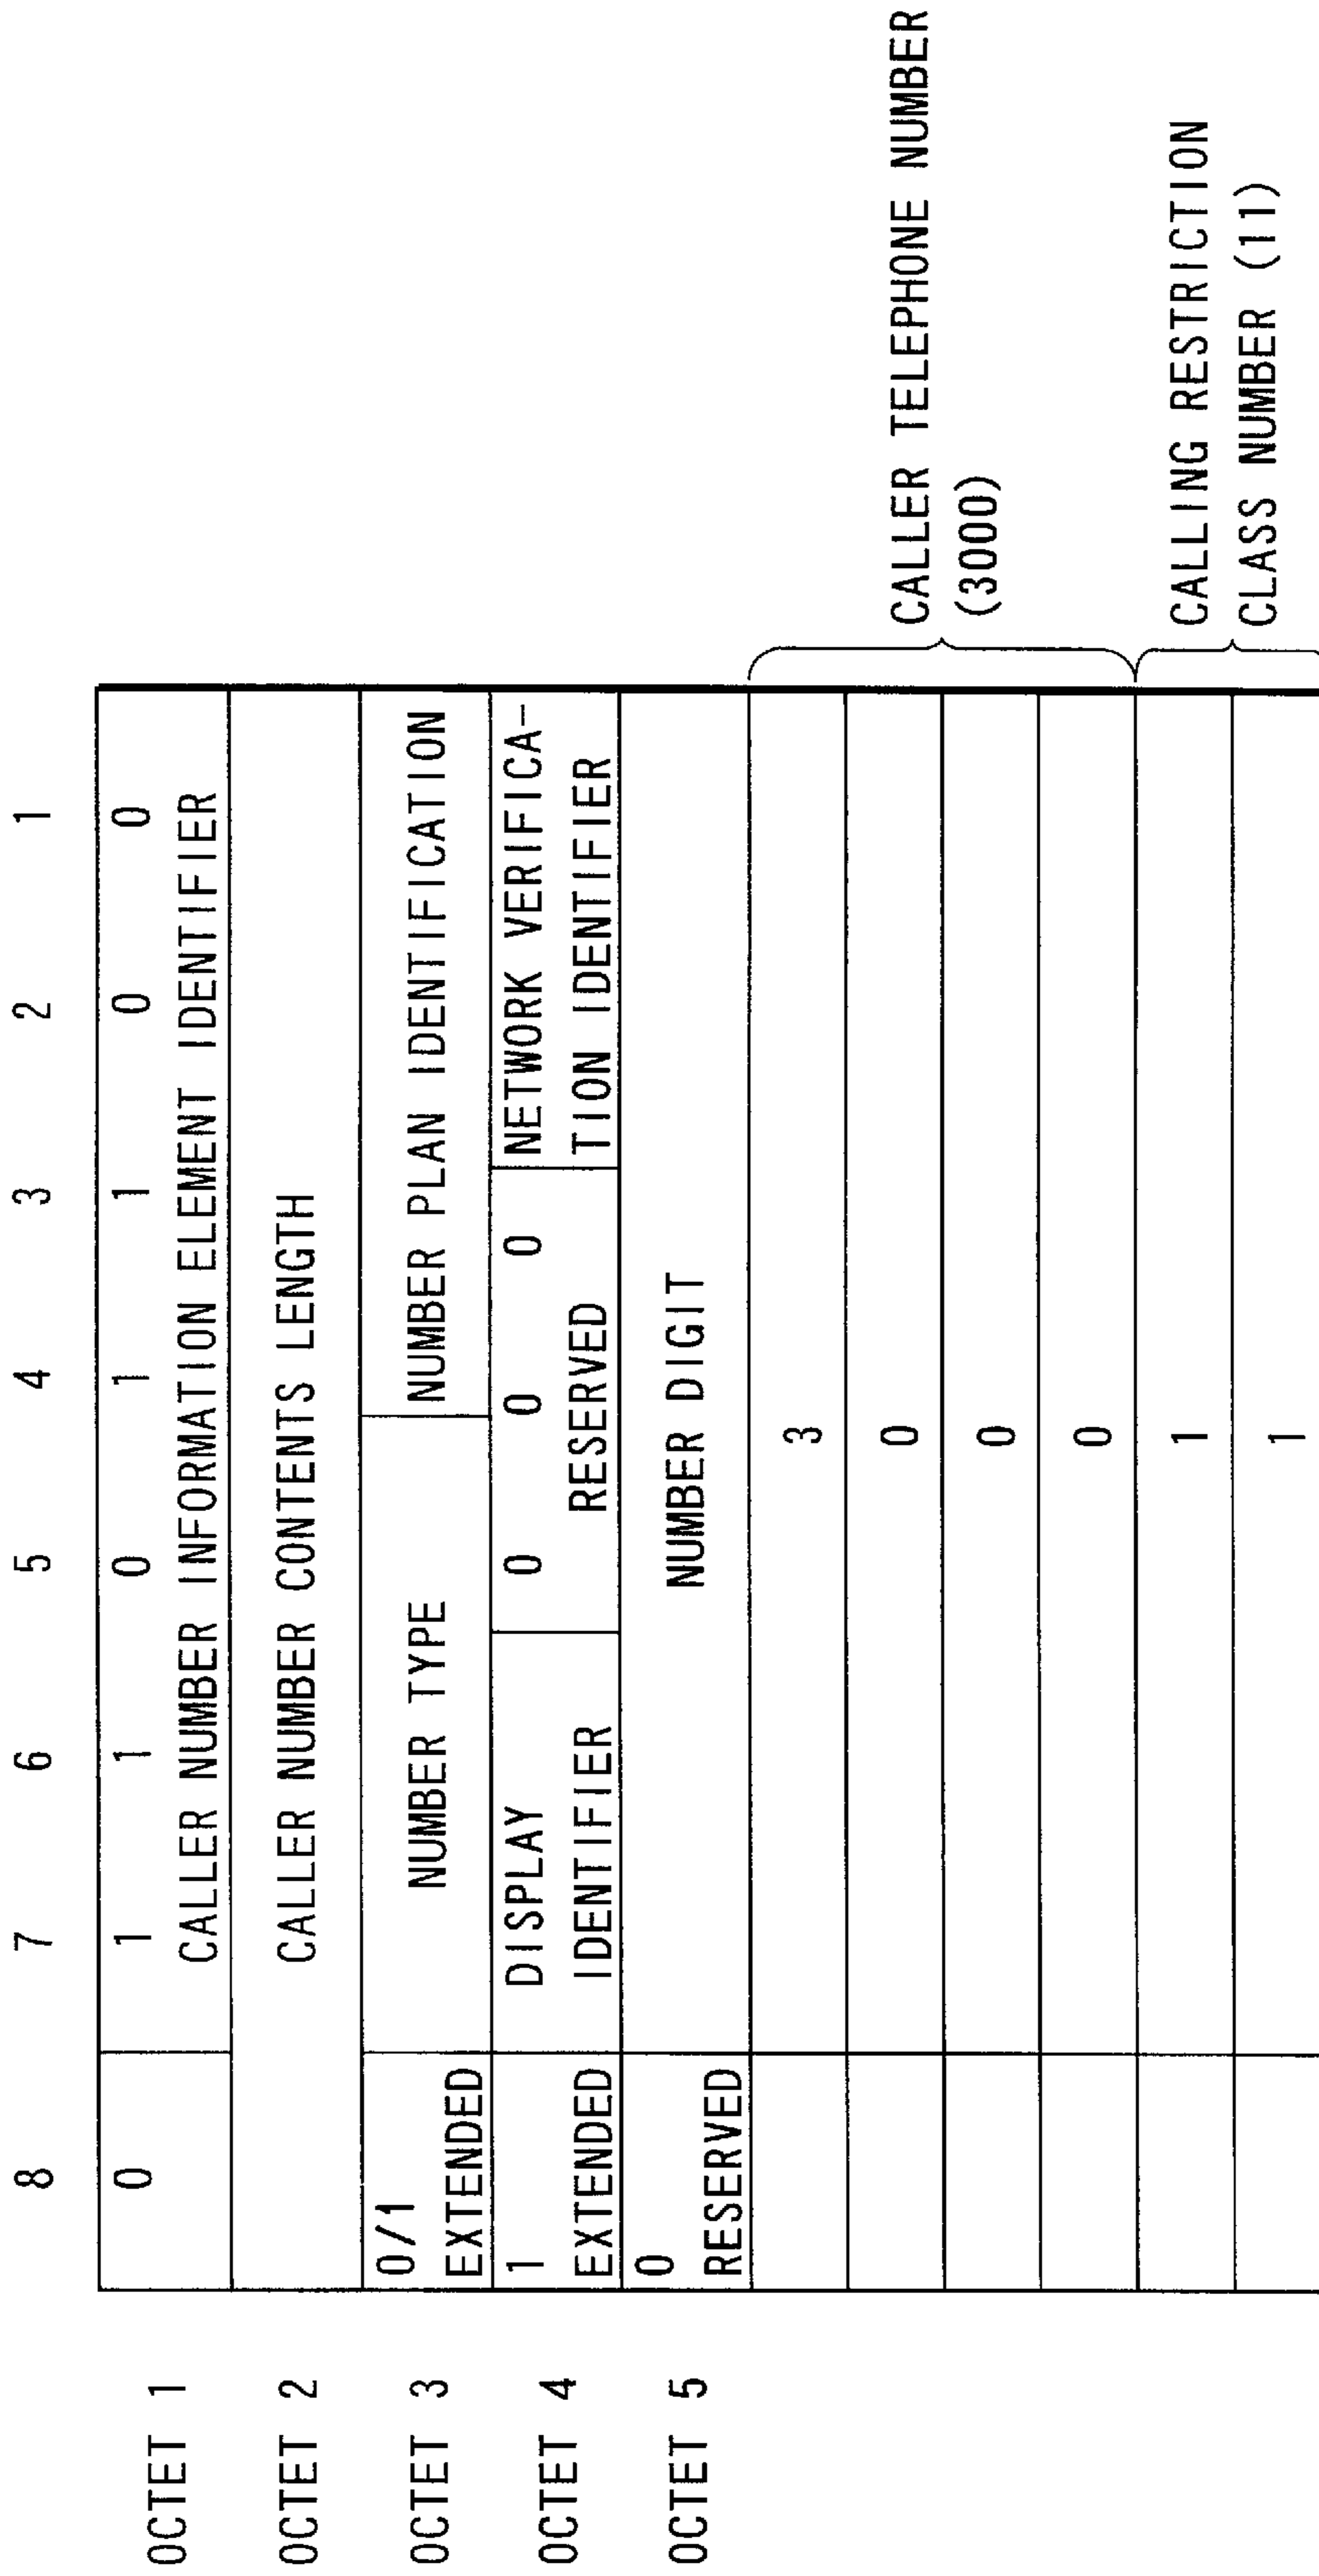 8 7 6 5 4 3 2 1
OCTET 1
0 1 1 0 1 1 0 0
CALLER NUMBER INFORMATION ELEMENT IDENTIFIER
OCTET 2
CALLER NUMBER CONTENTS LENGTH
OCTET 3
0/1
EXTENDED
NUMBER TYPE
NUMBER PLAN IDENTIFICATION
OCTET 4
1
EXTENDED
DISPLAY
IDENTIFIER
0 0 0
RESERVED
NETWORK VERIFICA-
TION IDENTIFIER
OCTET 5
0
RESERVED
NUMBER DIGIT
3
0
0
0
CALLER TELEPHONE NUMBER
(3000)
1
1
CALLING RESTRICTION
CLASS NUMBER (11)